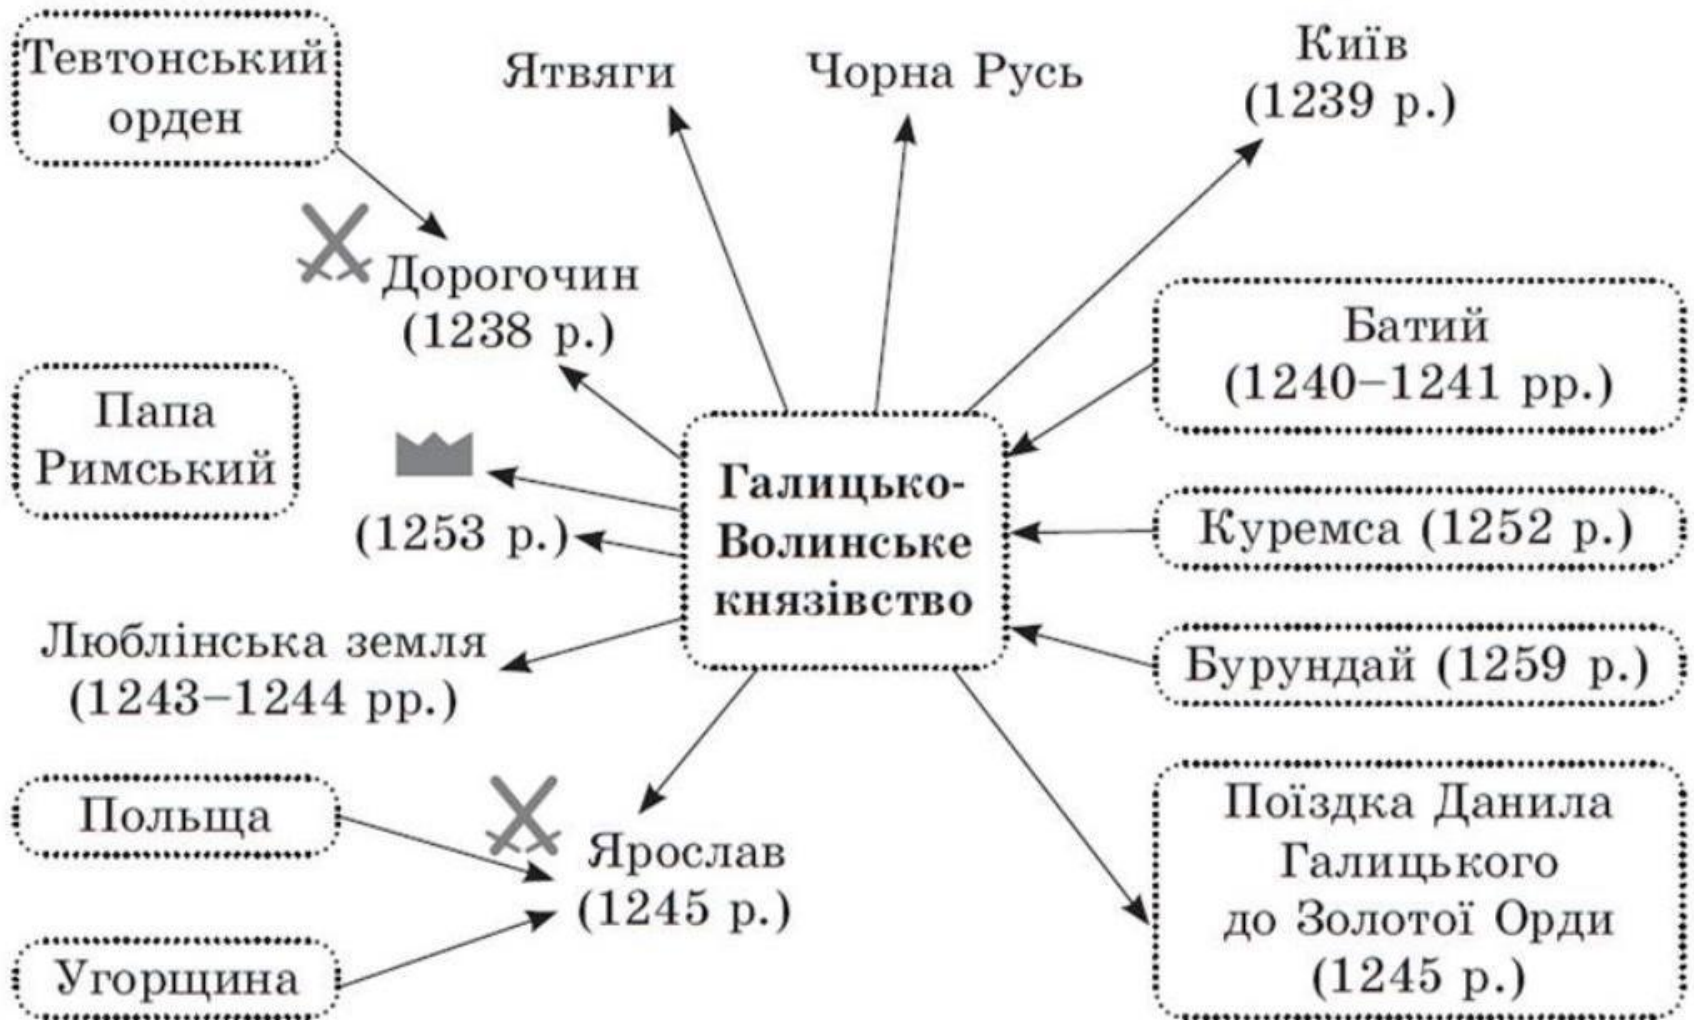 Тевтонський
орден
Ятвяги
Чорна Русь
Київ
(1239 р.)
Дорогочин
(1238 р.)
Батий
(1240–1241 рр.)
Папа
Римський
(1253 р.)
Галицько-
Волинське
князівство
Куремса (1252 р.)
Люблінська земля
(1243–1244 рр.)
Бурундай (1259 р.)
Польща
Ярослав
(1245 р.)
Угорщина
Поїздка Данила
Галицького
до Золотої Орди
(1245 р.)